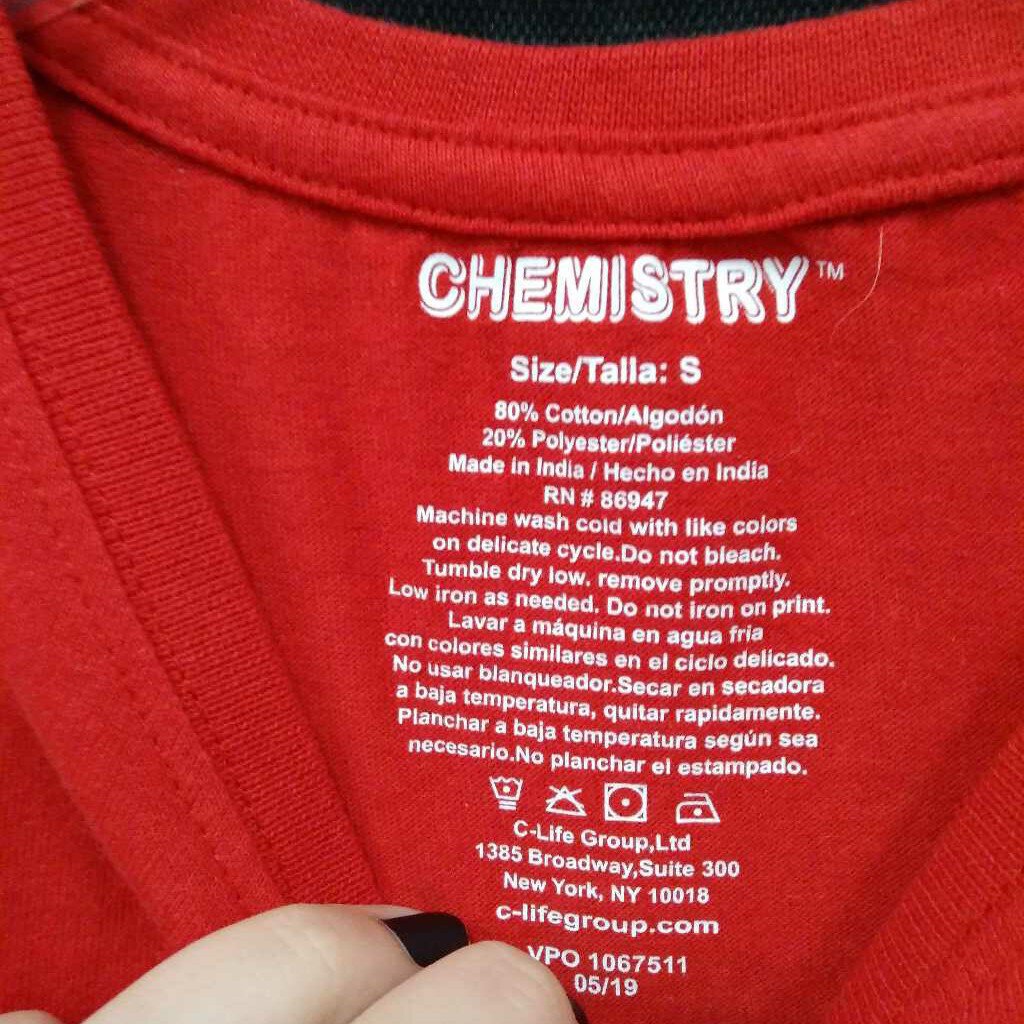 CHEMISTRY™
Size/Talla: S
80% Cotton/Algodón
20% Polyester/Poliéster
Made in India / Hecho en India
RN # 86947
Machine wash cold with like colors
on delicate cycle.Do not bleach.
Tumble dry low. remove promptly.
Low iron as needed. Do not iron on print.
Lavar a máquina en agua fria
con colores similares en el ciclo delicado.
No usar blanqueador.Secar en secadora
a baja temperatura, quitar rapidamente.
Planchar a baja temperatura según sea
necesario.No planchar el estampado.
C-Life Group,Ltd
1385 Broadway,Suite 300
New York, NY 10018
c-lifegroup.com
VPO 1067511
05/19